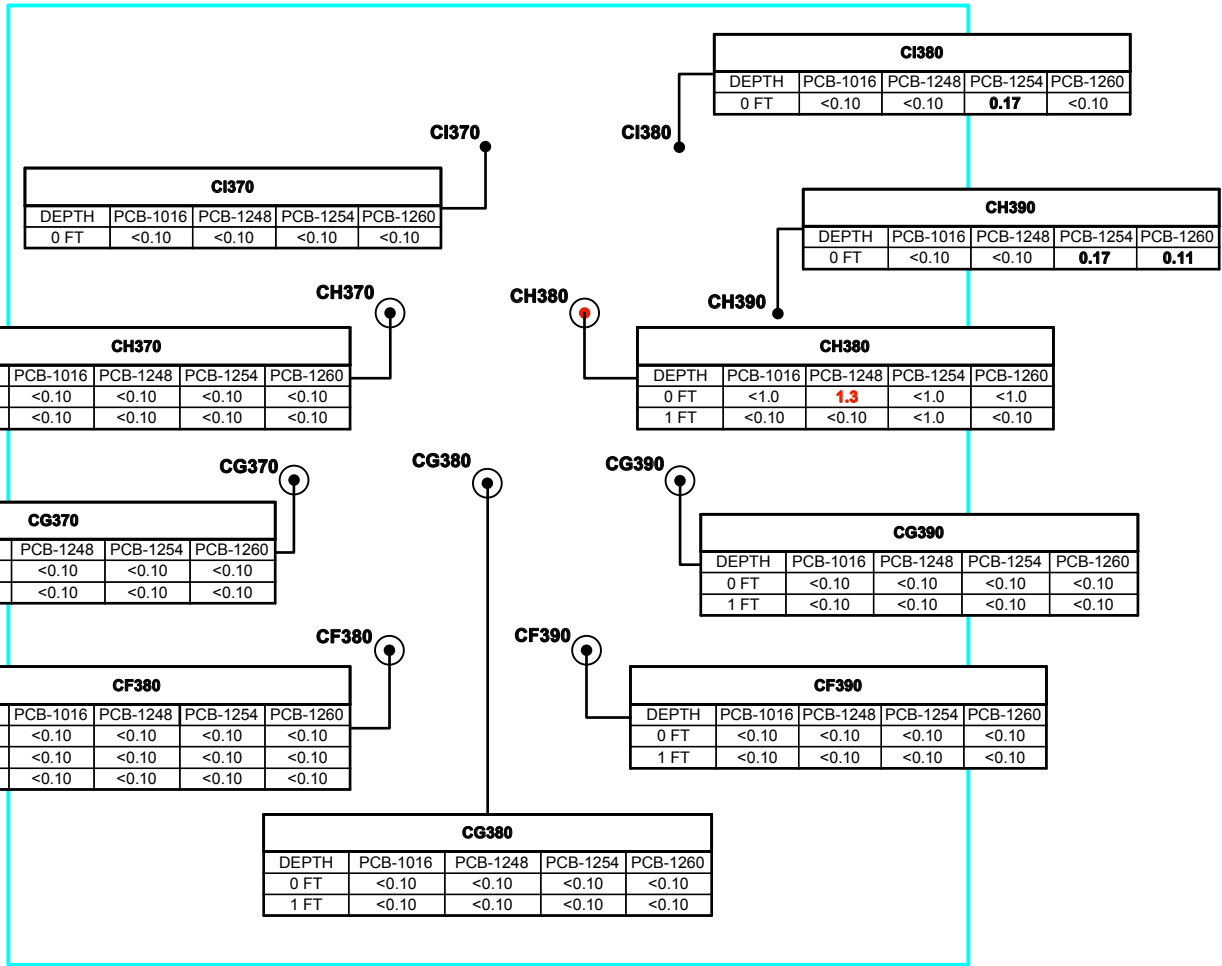 CI380
DEPTH PCB-1016 PCB-1248 PCB-1254 PCB-1260
0 FT <0.10 <0.10 0.17 <0.10
CI370
CI380
CI370
DEPTH PCB-1016 PCB-1248 PCB-1254 PCB-1260
0 FT <0.10 <0.10 <0.10 <0.10
CH390
DEPTH PCB-1016 PCB-1248 PCB-1254 PCB-1260
0 FT <0.10 <0.10 0.17 0.11
CH370
CH380
CH390
CH370
PCB-1016 PCB-1248 PCB-1254 PCB-1260
<0.10 <0.10 <0.10 <0.10
<0.10 <0.10 <0.10 <0.10
CH380
DEPTH PCB-1016 PCB-1248 PCB-1254 PCB-1260
0 FT <1.0 1.3 <1.0 <1.0
1 FT <0.10 <0.10 <1.0 <0.10
CG370
CG380
CG390
CG370
PCB-1248 PCB-1254 PCB-1260
<0.10 <0.10 <0.10
<0.10 <0.10 <0.10
CG390
DEPTH PCB-1016 PCB-1248 PCB-1254 PCB-1260
0 FT <0.10 <0.10 <0.10 <0.10
1 FT <0.10 <0.10 <0.10 <0.10
CF380
CF390
CF380
PCB-1016 PCB-1248 PCB-1254 PCB-1260
<0.10 <0.10 <0.10 <0.10
<0.10 <0.10 <0.10 <0.10
<0.10 <0.10 <0.10 <0.10
CF390
DEPTH PCB-1016 PCB-1248 PCB-1254 PCB-1260
0 FT <0.10 <0.10 <0.10 <0.10
1 FT <0.10 <0.10 <0.10 <0.10
CG380
DEPTH PCB-1016 PCB-1248 PCB-1254 PCB-1260
0 FT <0.10 <0.10 <0.10 <0.10
1 FT <0.10 <0.10 <0.10 <0.10